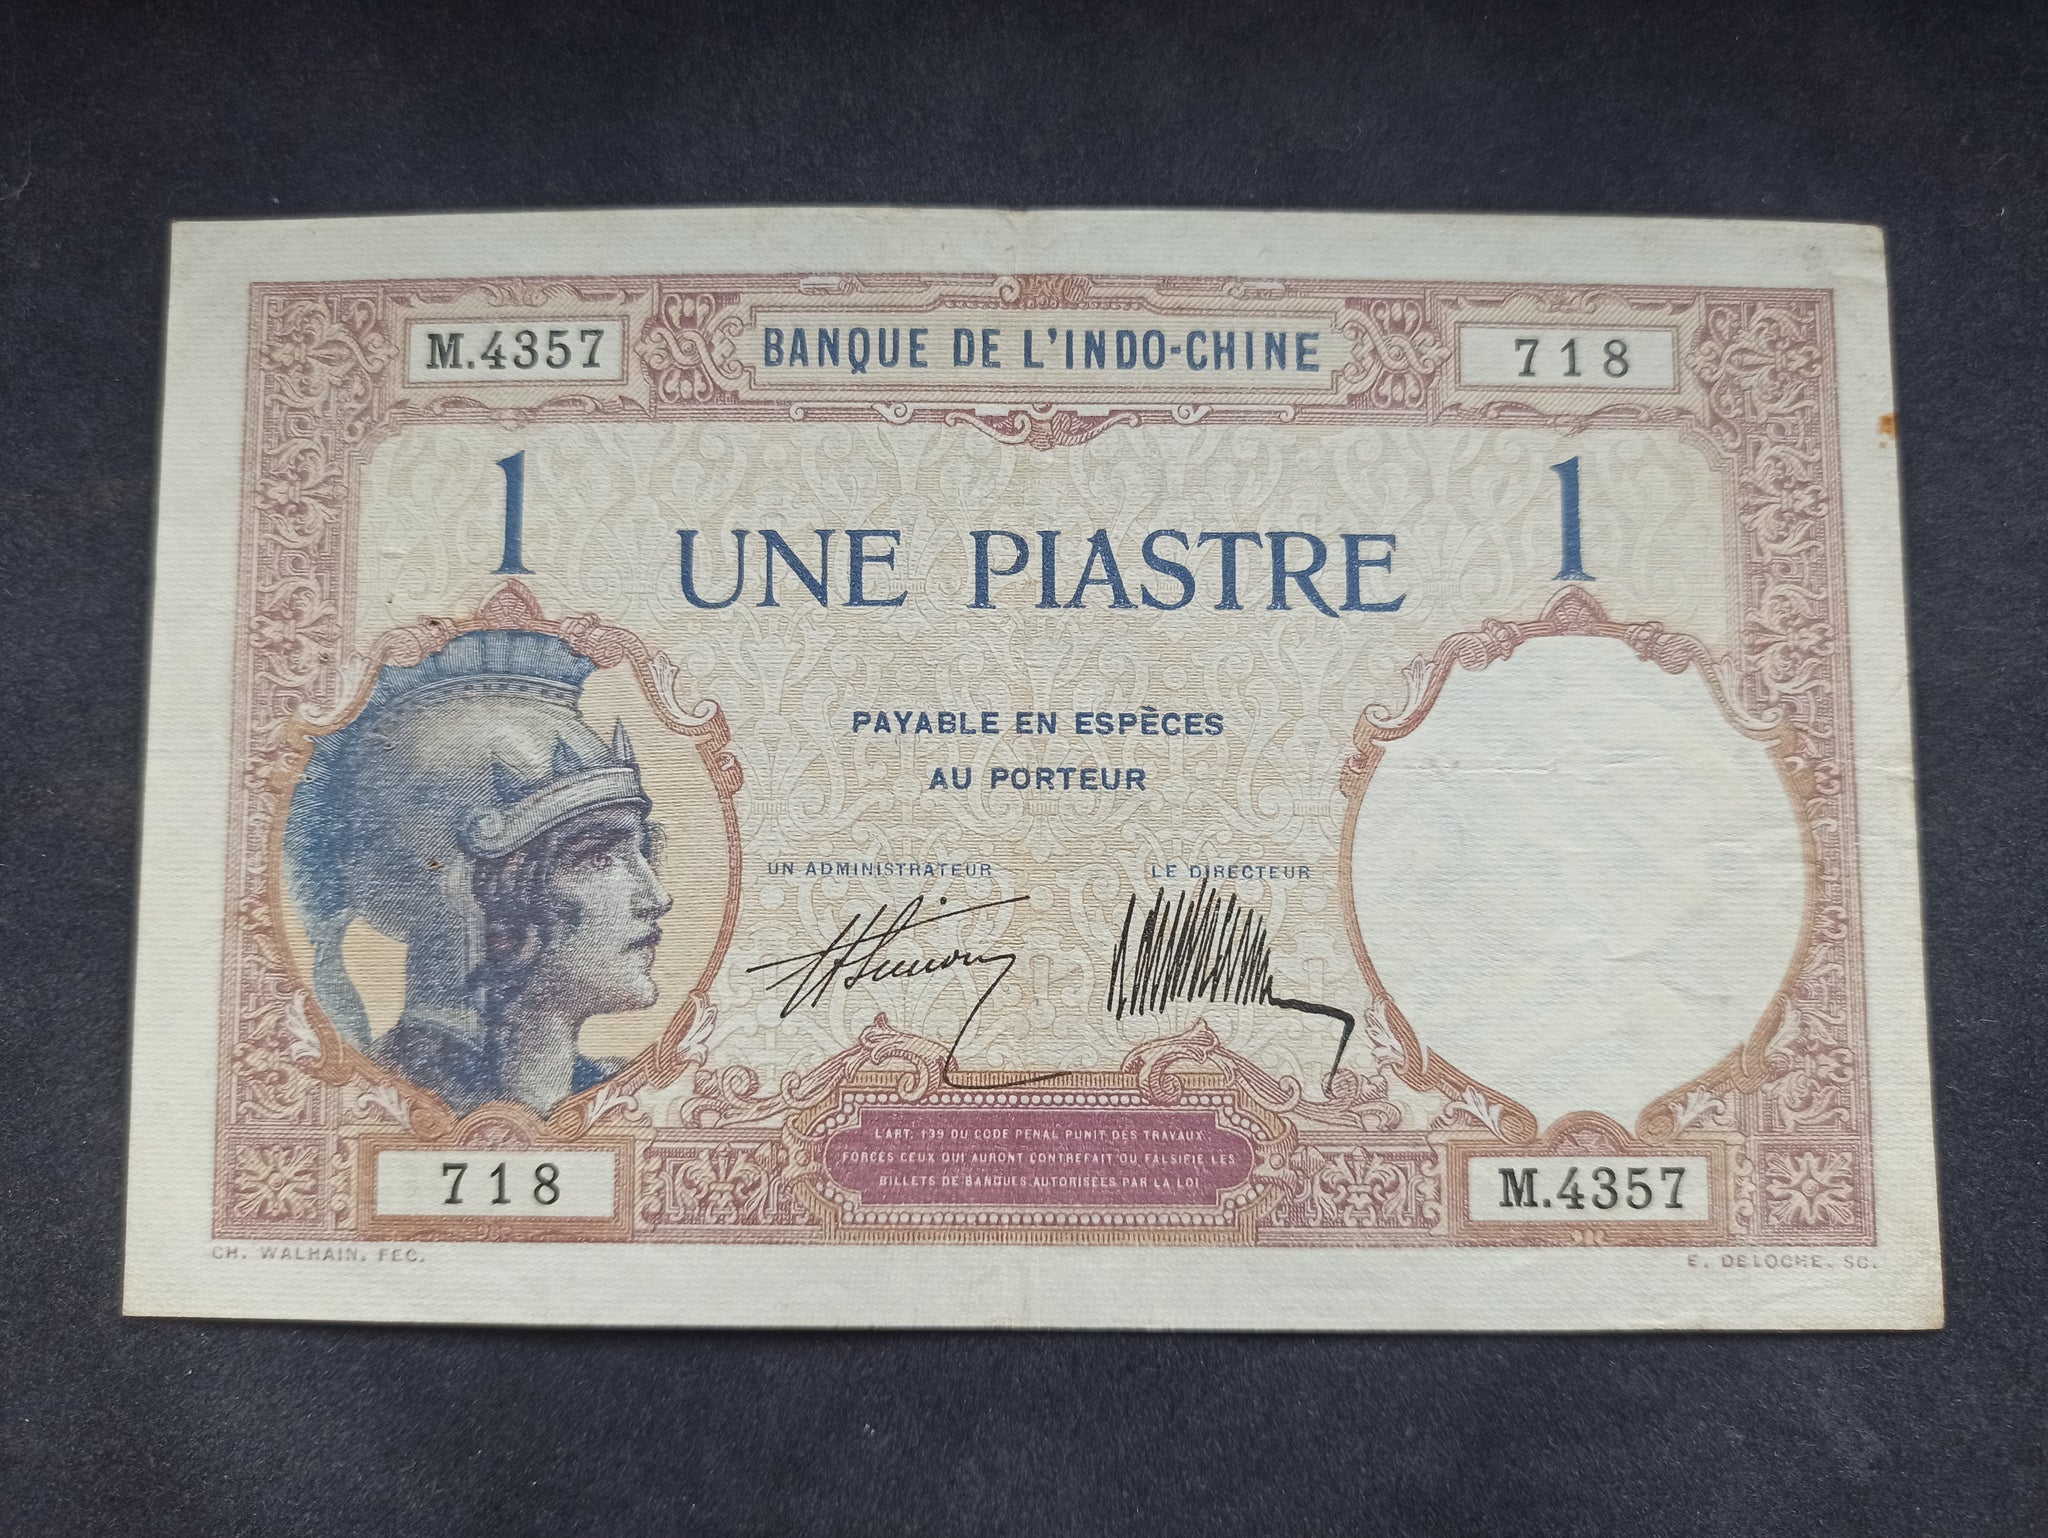 M.4357
BANQUE DE L'INDO-CHINE
718
1
1
UNE PIASTRE
PAYABLE EN ESPÈCES
AU PORTEUR
UN ADMINISTRATEUR
LE DIRECTEUR
L'ART. 139 DU CODE PENAL PUNIT DES TRAVAUX
FORCÉS CEUX QUI AURONT CONTREFAIT OU FALSIFIÉ LES
BILLETS DE BANQUES AUTORISÉES PAR LA LOI
718
M.4357
CH. WALHAIN. FEC.
E. DELOCHE. SC.